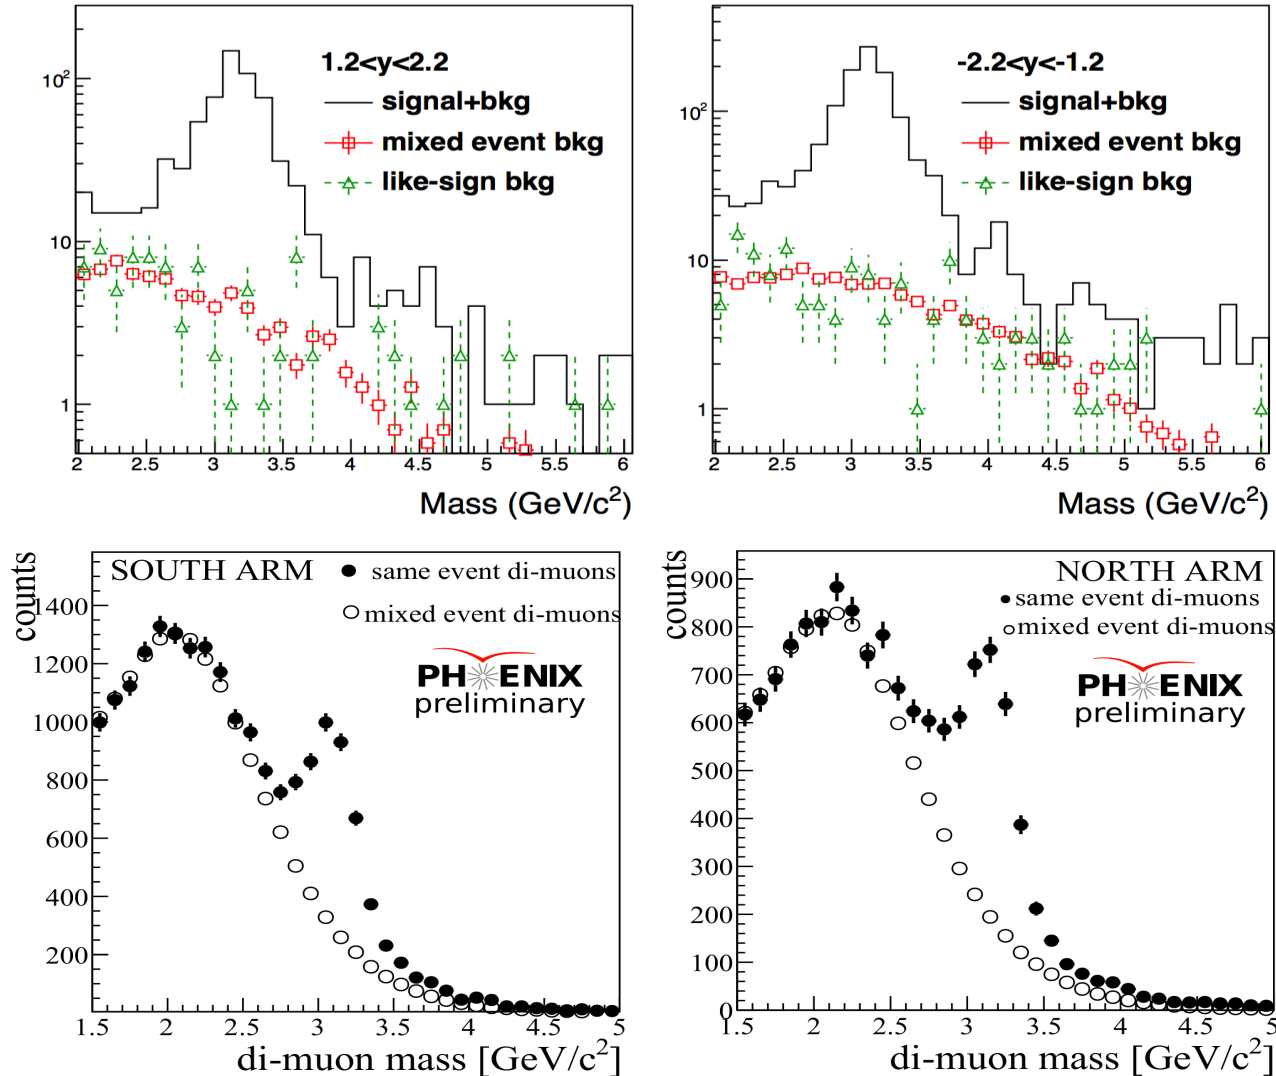 1.2<y<2.2
signal+bkg
mixed event bkg
like-sign bkg
10²
10
1
2 2.5 3 3.5 4 4.5 5 5.5 6
Mass (GeV/c²)
-2.2<y<-1.2
signal+bkg
mixed event bkg
like-sign bkg
10²
10
1
2 2.5 3 3.5 4 4.5 5 5.5 6
Mass (GeV/c²)
counts
SOUTH ARM
same event di-muons
mixed event di-muons
PHENIX
preliminary
1400
1200
1000
800
600
400
200
1.5 2 2.5 3 3.5 4 4.5 5
di-muon mass [GeV/c²]
counts
NORTH ARM
same event di-muons
mixed event di-muons
PHENIX
preliminary
900
800
700
600
500
400
300
200
100
0
1.5 2 2.5 3 3.5 4 4.5 5
di-muon mass [GeV/c²]